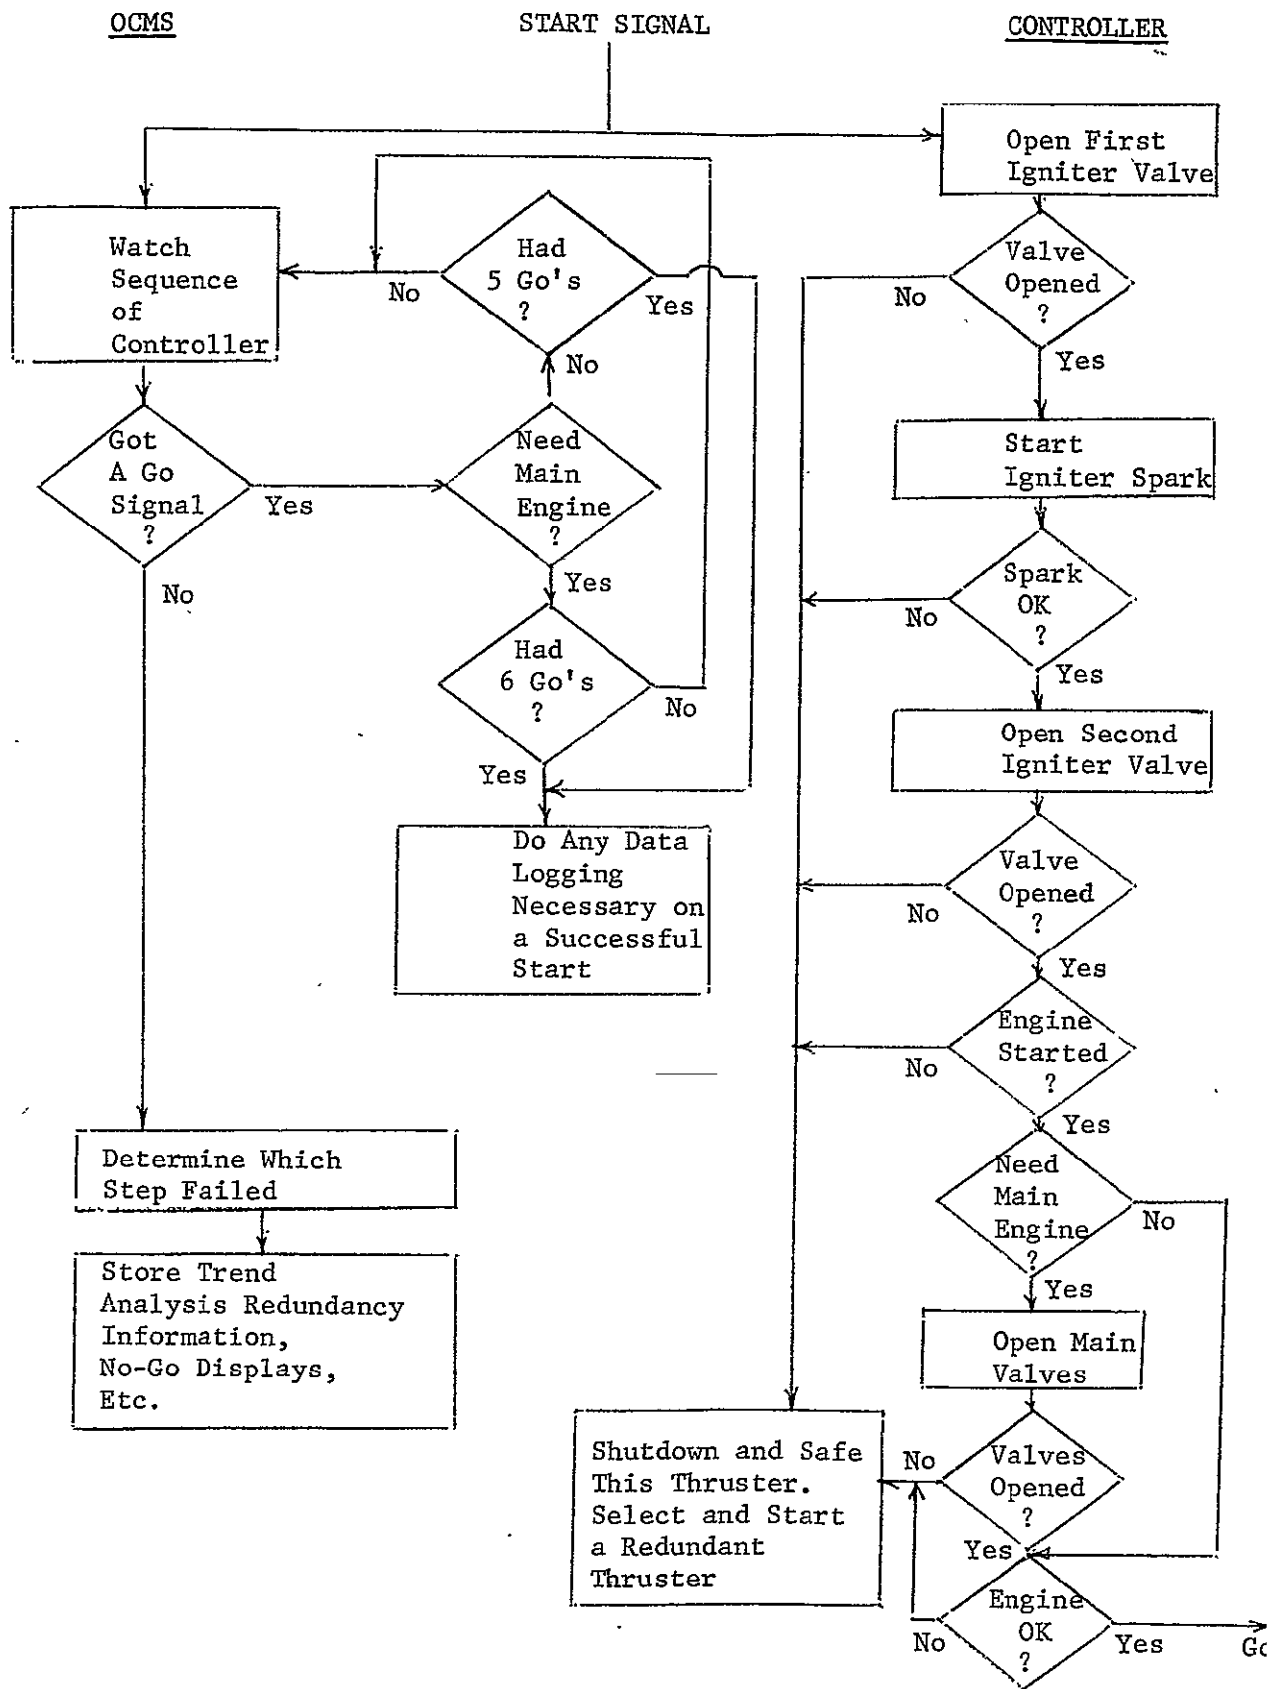 OCMS
START SIGNAL
CONTROLLER
Open First
Igniter Valve
Watch
Sequence
of
Controller
Had
5 Go's
?
No
Yes
Valve
Opened
?
No
Yes
No
Got
A Go
Signal
?
Yes
No
Need
Main
Engine
?
Yes
Start
Igniter Spark
Spark
OK
?
No
Yes
Had
6 Go's
?
No
Yes
Open Second
Igniter Valve
Do Any Data
Logging
Necessary on
a Successful
Start
Valve
Opened
?
No
Yes
Engine
Started
?
No
Yes
Determine Which
Step Failed
Need
Main
Engine
?
No
Yes
Store Trend
Analysis Redundancy
Information,
No-Go Displays,
Etc.
Open Main
Valves
Shutdown and Safe
This Thruster.
Select and Start
a Redundant
Thruster
Valves
Opened
?
No
Yes
Engine
OK
?
No
Yes
Go